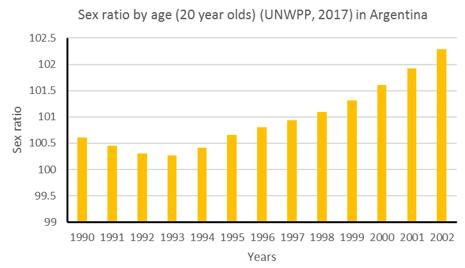 Sex ratio by age (20 year olds) (UNWPP, 2017) in Argentina
102.5
102
101.5
101
100.5
100
99.5
99
Sex ratio
1990 1991 1992 1993 1994 1995 1996 1997 1998 1999 2000 2001 2002
Years